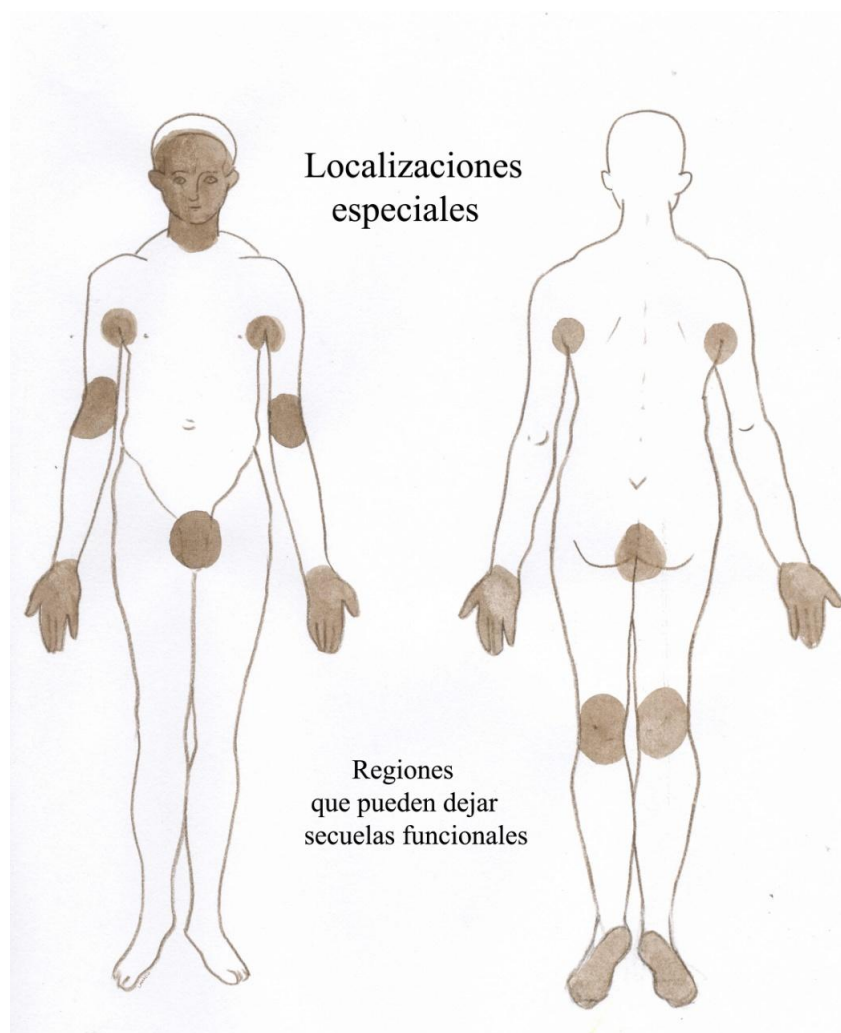 Localizaciones
especiales
Regiones
que pueden dejar
secuelas funcionales